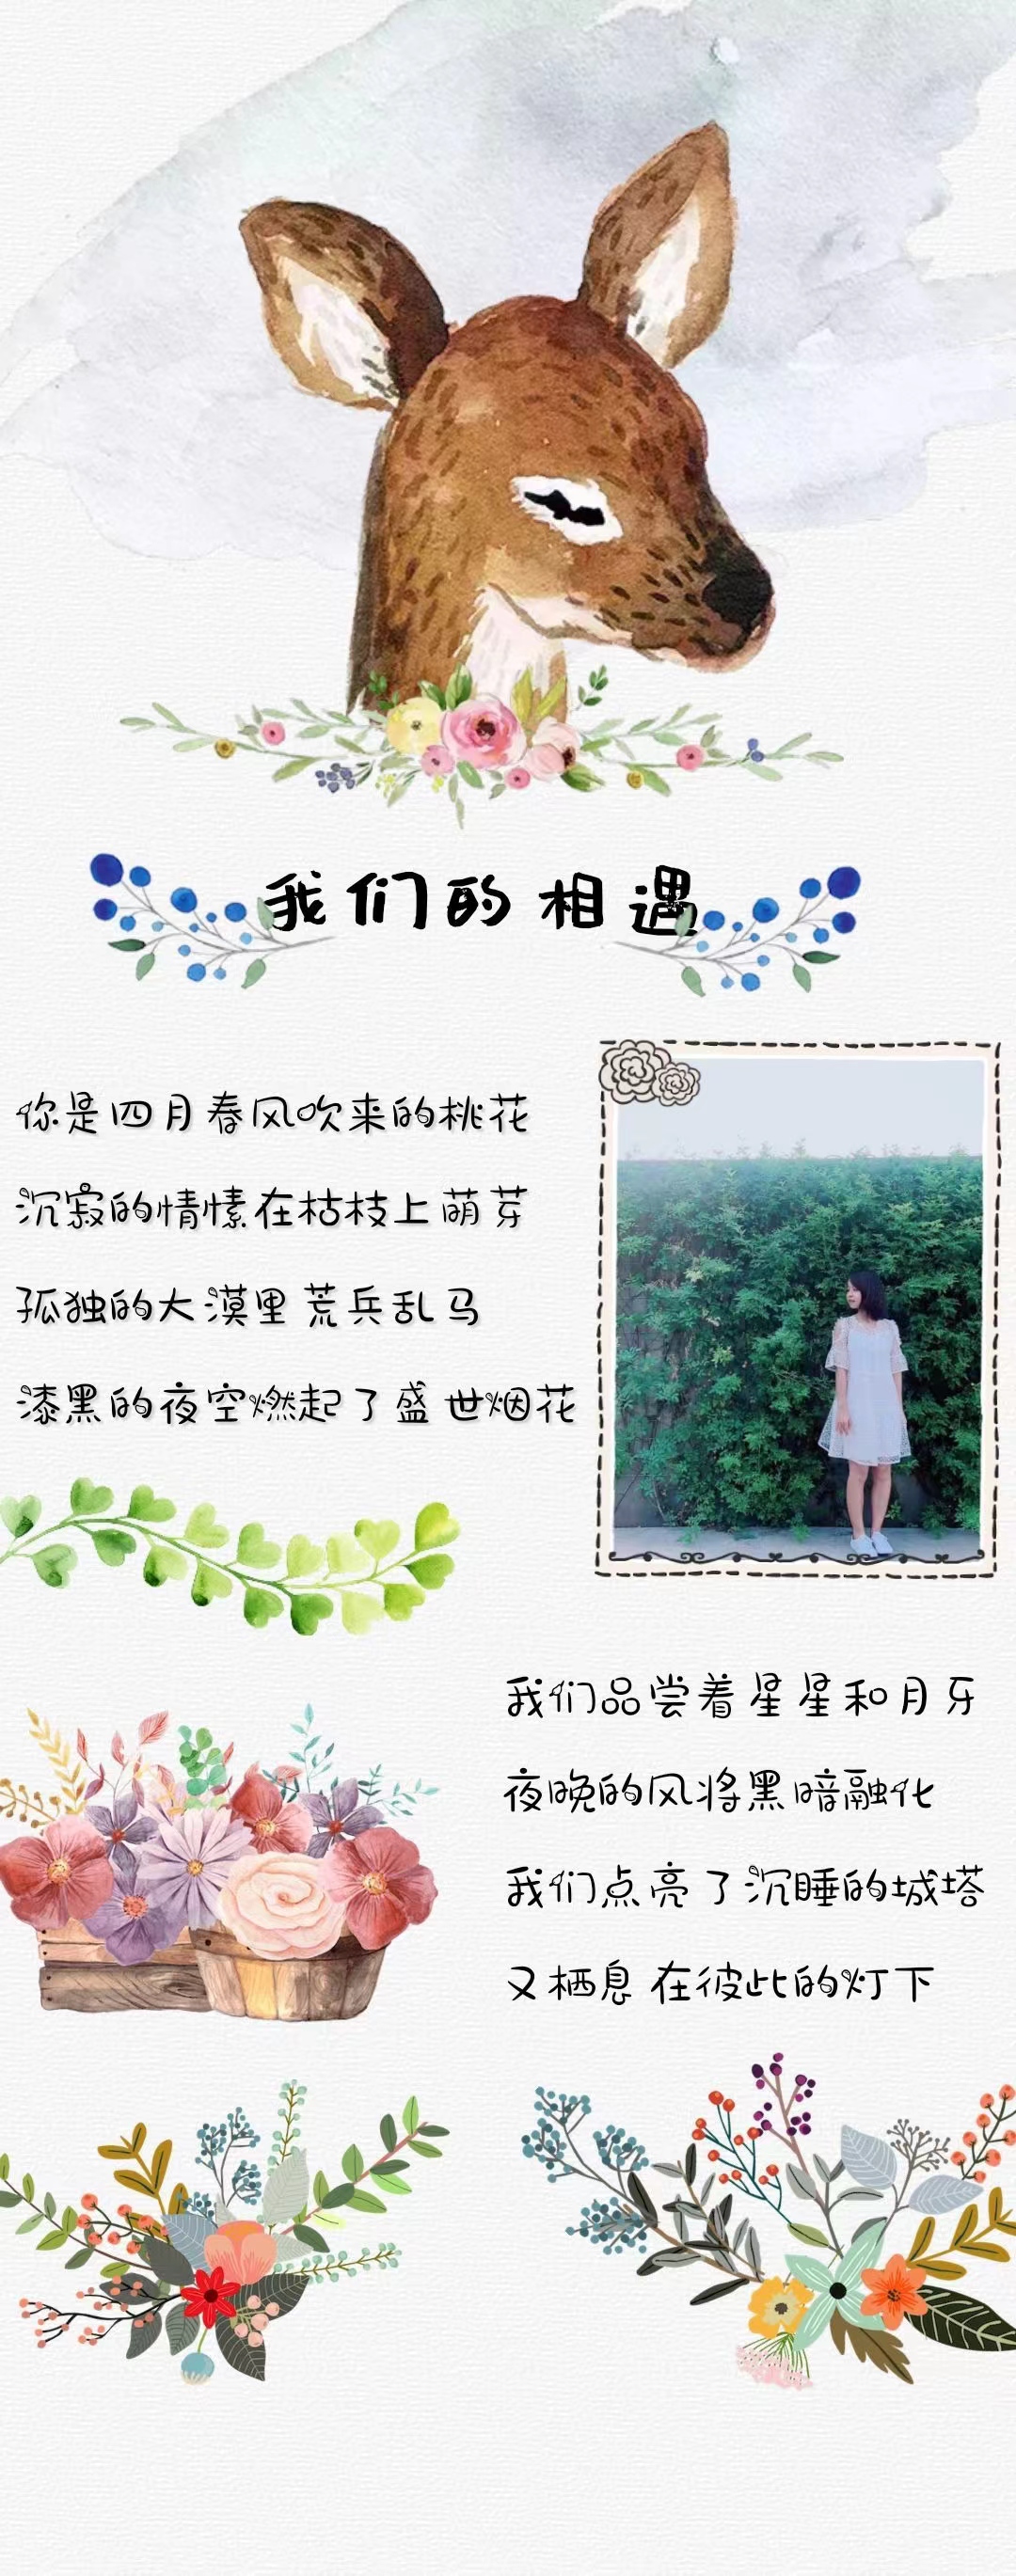 我们的相遇
你是四月春风吹来的桃花
沉寂的情愫在枯枝上萌芽
孤独的大漠里荒兵乱马
漆黑的夜空燃起了盛世烟花
我们品尝着星星和月牙
夜晚的风将黑暗融化
我们点亮了沉睡的城塔
又栖息在彼此的灯下